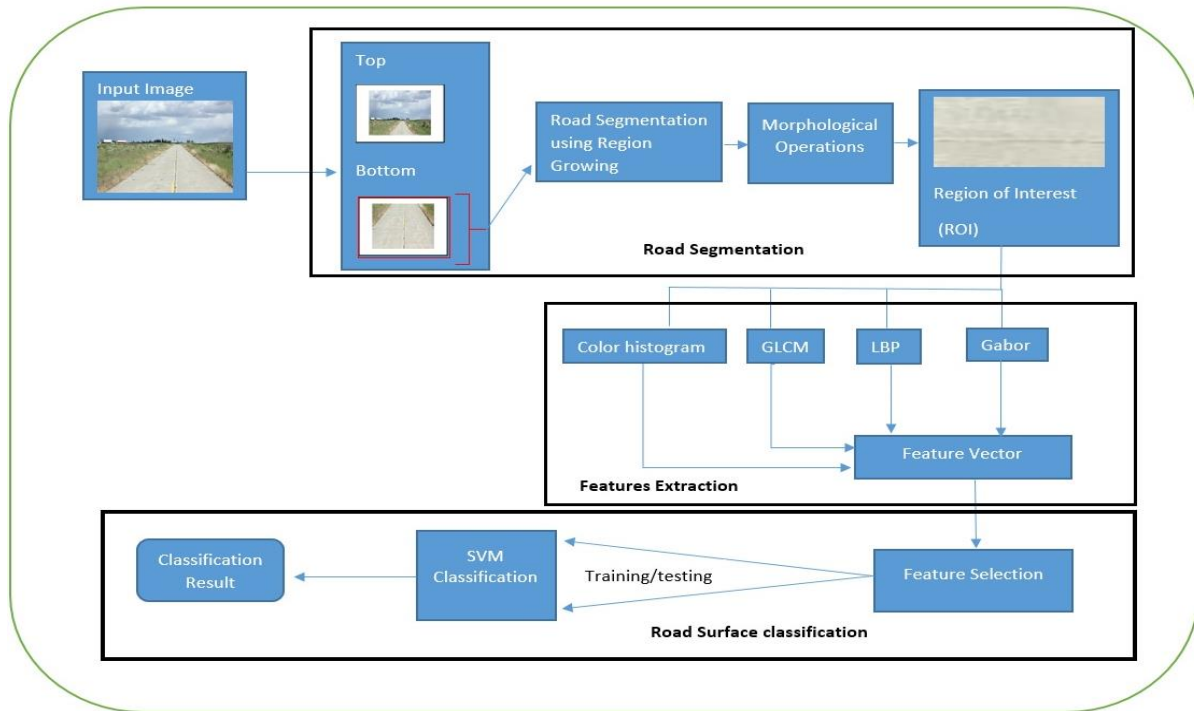 Input Image
Top
Bottom
Road Segmentation
using Region
Growing
Morphological
Operations
Region of Interest
(ROI)
Road Segmentation
Color histogram
GLCM
LBP
Gabor
Feature Vector
Features Extraction
Classification
Result
SVM
Classification
Training/testing
Feature Selection
Road Surface classification